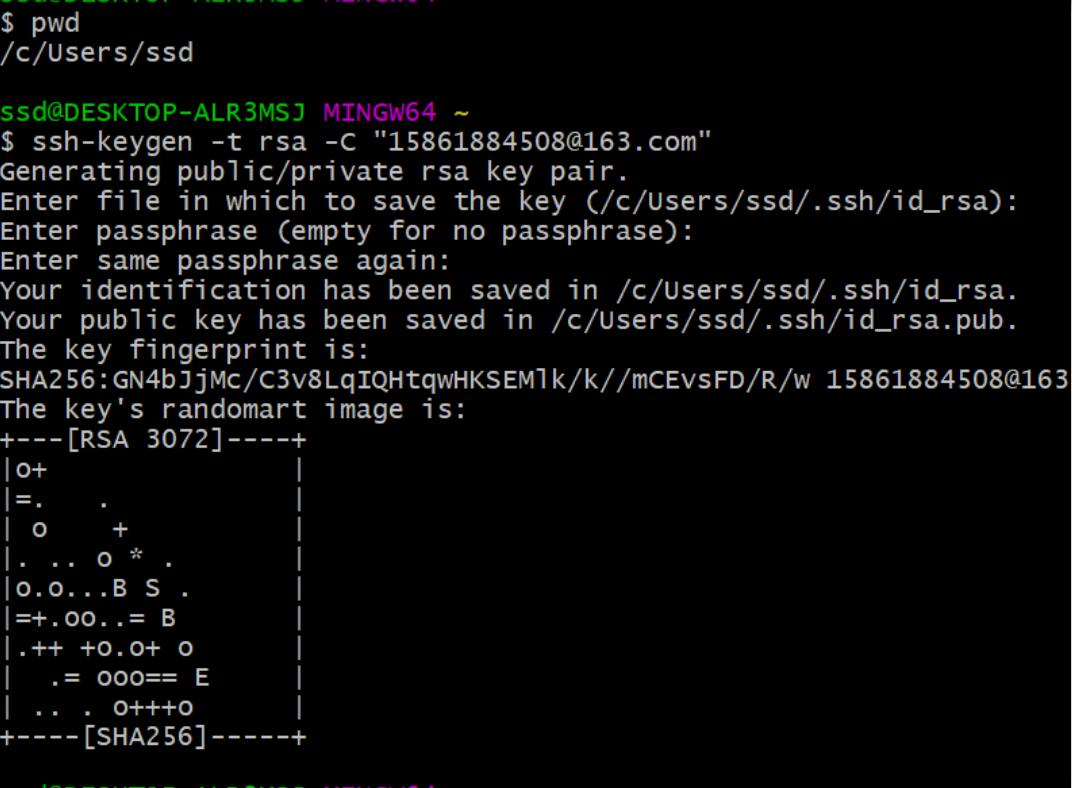 $ pwd
/c/Users/ssd
ssd@DESKTOP-ALR3MSJ MINGW64 ~
$ ssh-keygen -t rsa -C "15861884508@163.com"
Generating public/private rsa key pair.
Enter file in which to save the key (/c/Users/ssd/.ssh/id_rsa):
Enter passphrase (empty for no passphrase):
Enter same passphrase again:
Your identification has been saved in /c/Users/ssd/.ssh/id_rsa.
Your public key has been saved in /c/Users/ssd/.ssh/id_rsa.pub.
The key fingerprint is:
SHA256:GN4bJjMc/C3v8LqIQHtqwHKSEMlk/k//mCEvsFD/R/w 15861884508@163
The key's randomart image is:
+---[RSA 3072]----+
|o+               |
|=.   .           |
| o    +          |
|. .. o * .       |
|o.o...B S .      |
|=+.oo..= B       |
|.++ +o.o+ o      |
|  .= ooo== E     |
| .. . o+++o      |
+----[SHA256]-----+